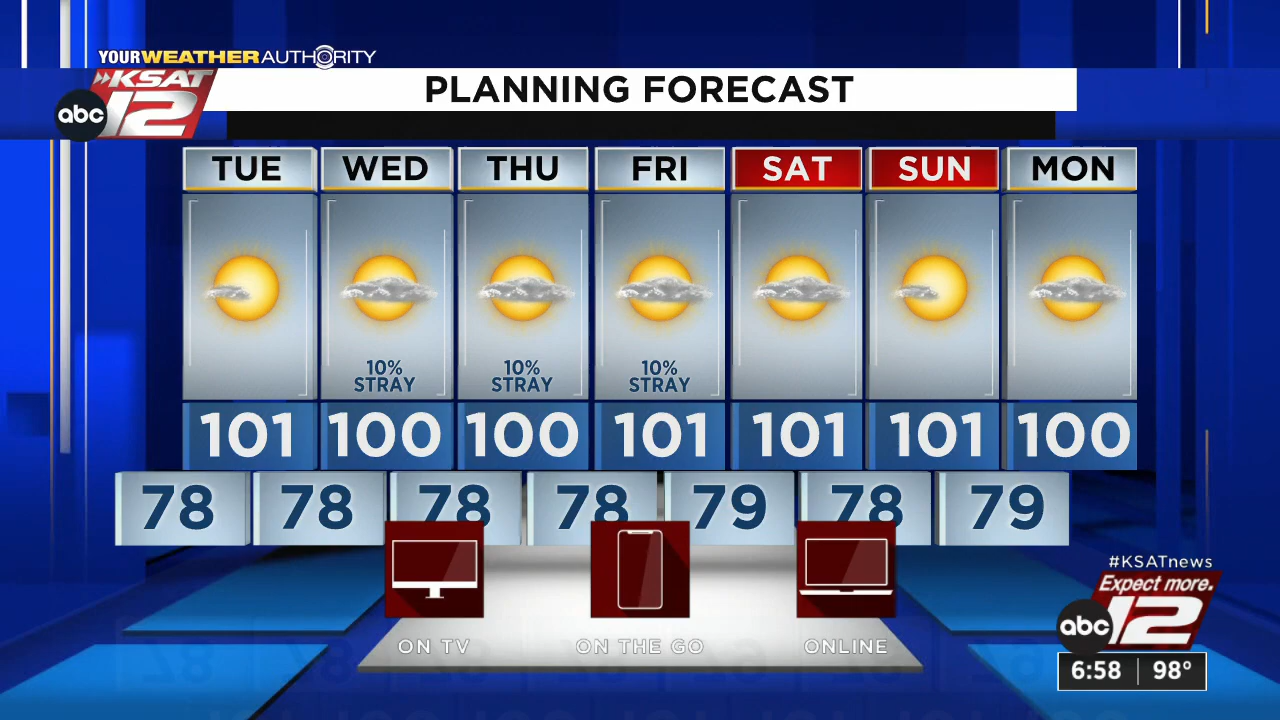 YOURWEATHERAUTHORITY
KSAT
abc 12
PLANNING FORECAST
TUE WED THU FRI SAT SUN MON
10% 10% 10%
STRAY STRAY STRAY
101 100 100 101 101 101 100
78 78 78 78 79 78 79
ON TV ON THE GO ONLINE
#KSATnews
Expect more.
abc 12
6:58 98°